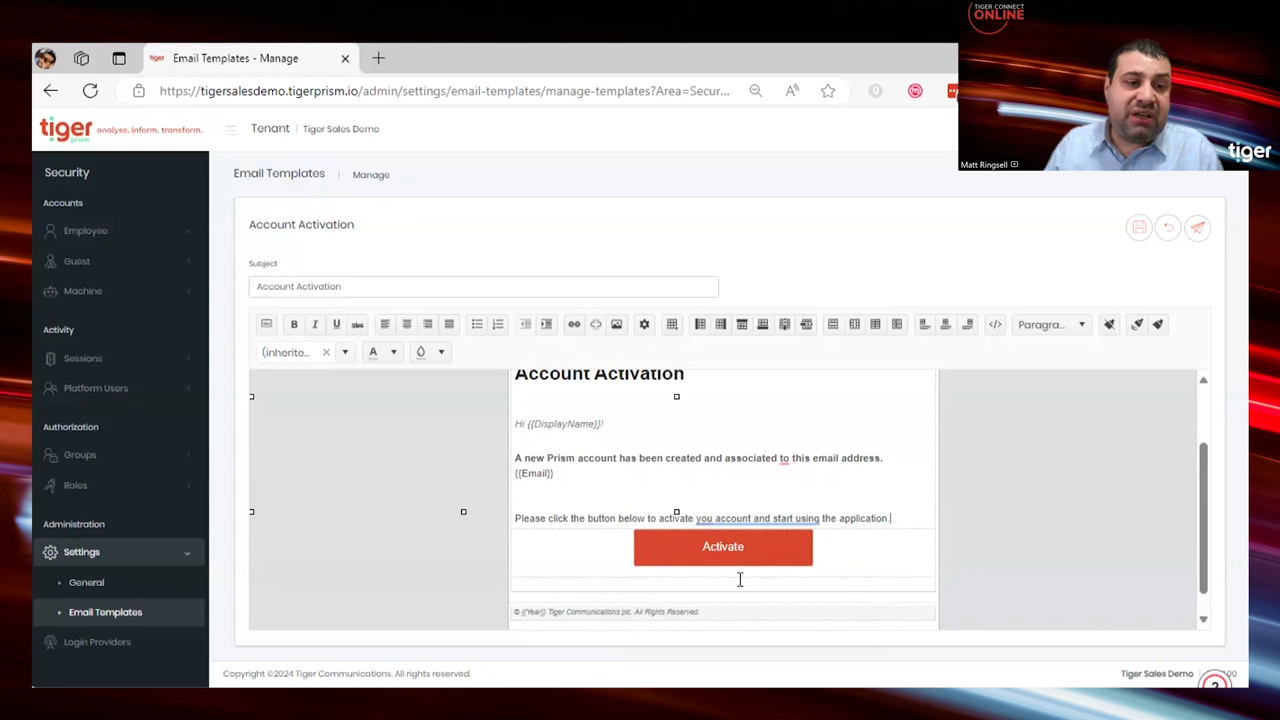 TIGER CONNECT
ONLINE
Email Templates - Manage
https://tigersalesdemo.tigerprism.io/admin/settings/email-templates/manage-templates?Area=Secur...
tiger prism analyse. inform. transform.
Tenant | Tiger Sales Demo
Matt Ringsell
tiger
Security
Accounts
Employee
Guest
Machine
Activity
Sessions
Platform Users
Authorization
Groups
Roles
Administration
Settings
General
Email Templates
Login Providers
Email Templates | Manage
Account Activation
Subject
Account Activation
B I U abc </> Paragra...
(inherite... A
Account Activation
Hi {{DisplayName}}!
A new Prism account has been created and associated to this email address.
{{Email}}
Please click the button below to activate you account and start using the application.
Activate
© {{Year}} Tiger Communications plc. All Rights Reserved.
Copyright ©2024 Tiger Communications. All rights reserved.
Tiger Sales Demo